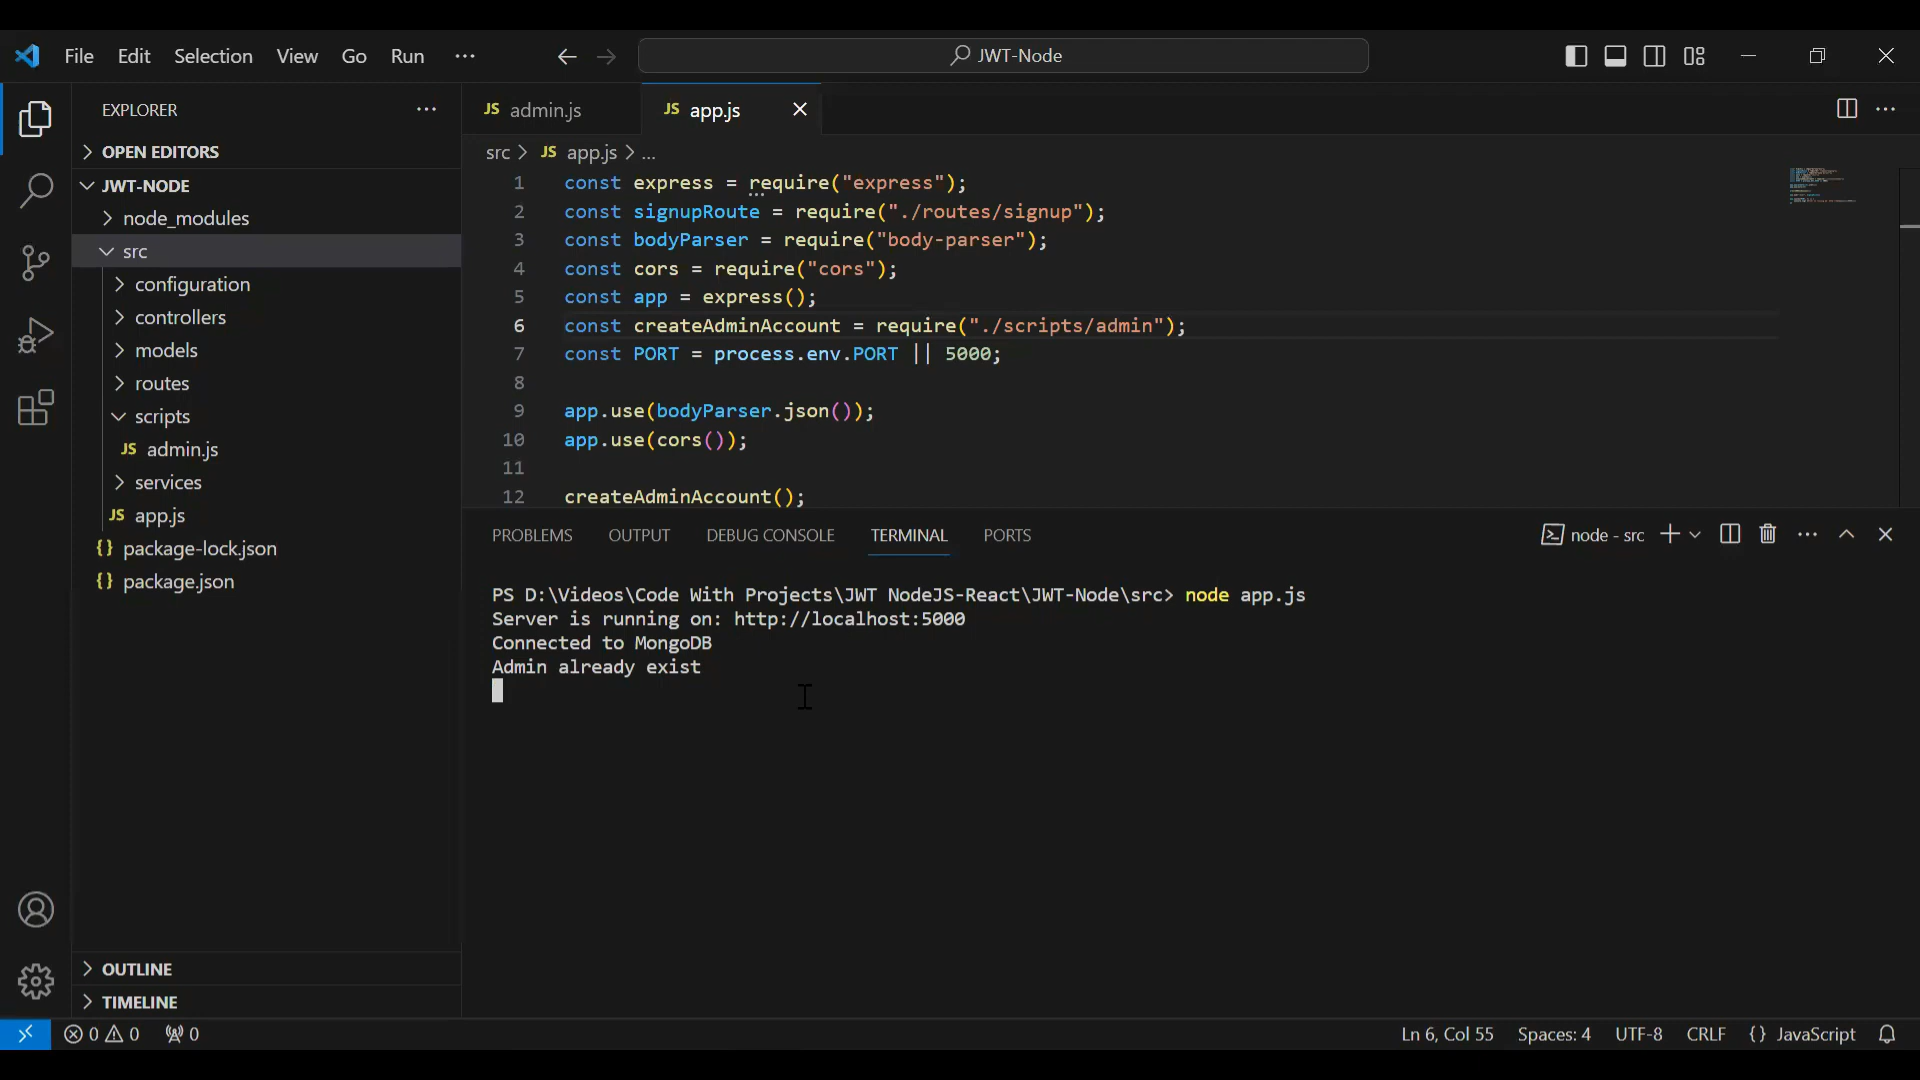 File Edit Selection View Go Run ...
JWT-Node
EXPLORER ...
OPEN EDITORS
JWT-NODE
node_modules
src
configuration
controllers
models
routes
scripts
JS admin.js
services
JS app.js
{} package-lock.json
{} package.json
OUTLINE
TIMELINE
JS admin.js
JS app.js
src > JS app.js > ...
1 const express = require("express");
2 const signupRoute = require("./routes/signup");
3 const bodyParser = require("body-parser");
4 const cors = require("cors");
5 const app = express();
6 const createAdminAccount = require("./scripts/admin");
7 const PORT = process.env.PORT || 5000;
8
9 app.use(bodyParser.json());
10 app.use(cors());
11
12 createAdminAccount();
PROBLEMS OUTPUT DEBUG CONSOLE TERMINAL PORTS
node - src
PS D:\Videos\Code With Projects\JWT NodeJS-React\JWT-Node\src> node app.js
Server is running on: http://localhost:5000
Connected to MongoDB
Admin already exist
0 0 0
Ln 6, Col 55 Spaces: 4 UTF-8 CRLF {} JavaScript